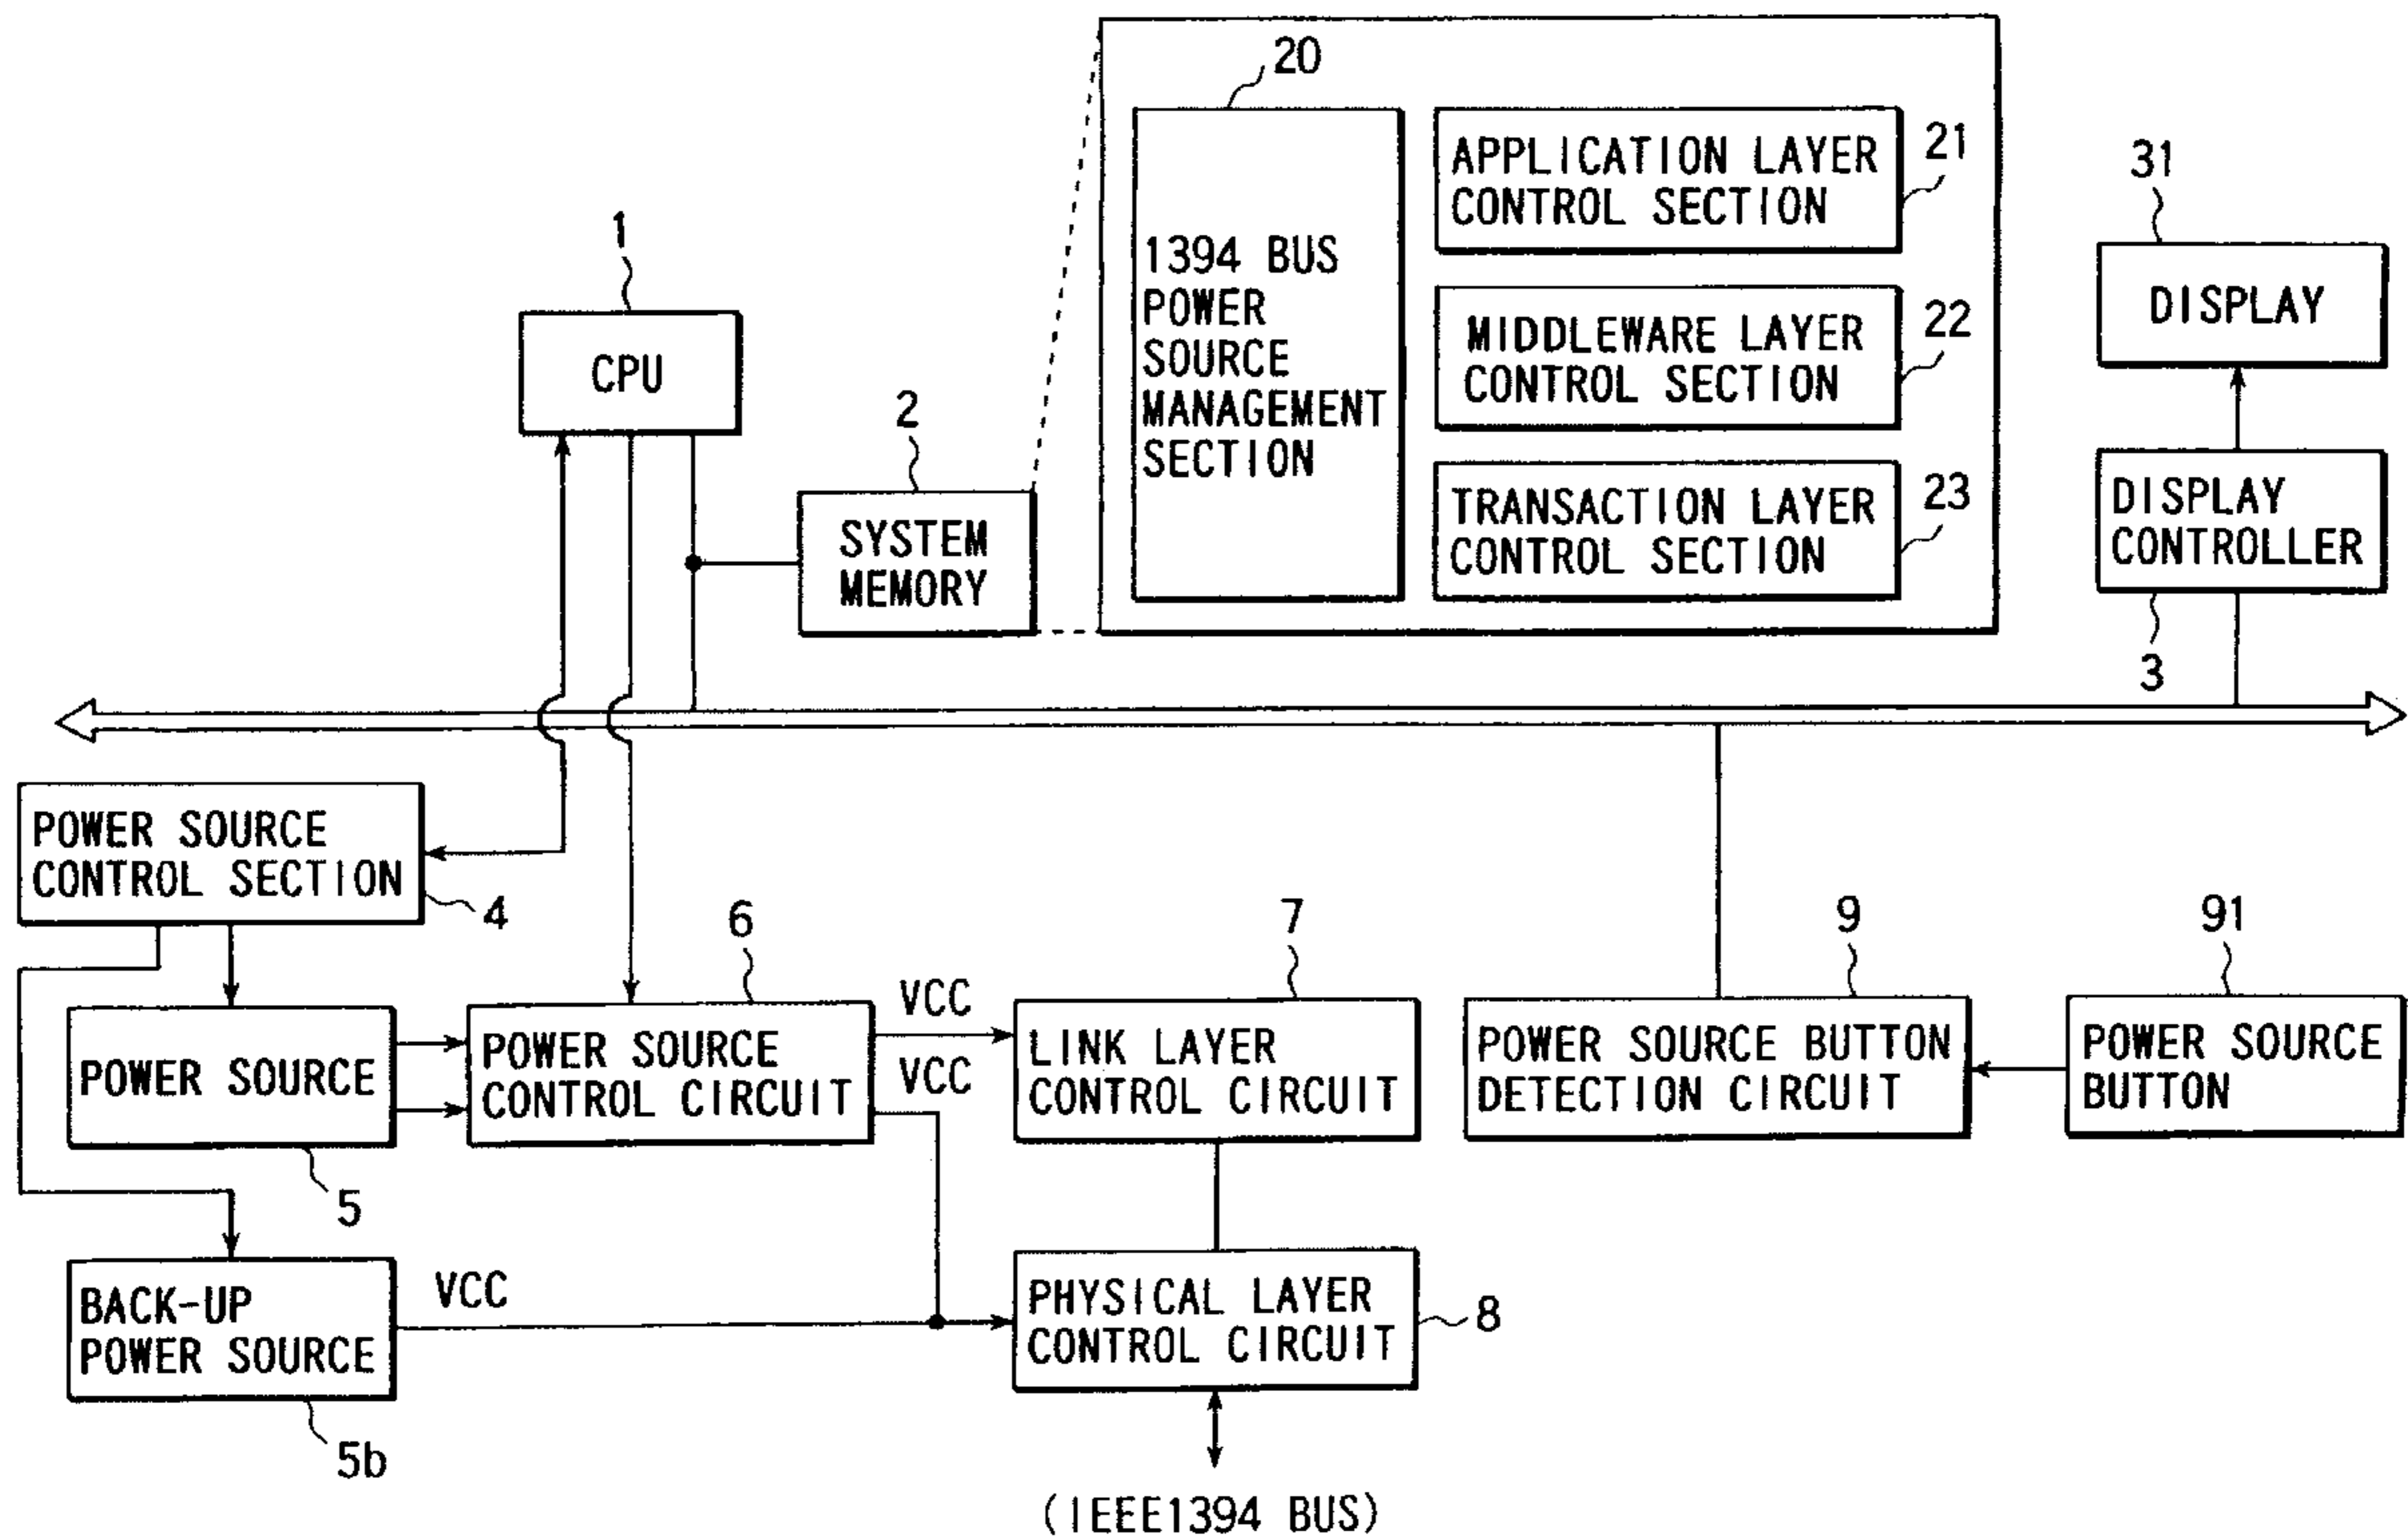 20
1394 BUS
POWER
SOURCE
MANAGEMENT
SECTION
APPLICATION LAYER
CONTROL SECTION
21
MIDDLEWARE LAYER
CONTROL SECTION
22
TRANSACTION LAYER
CONTROL SECTION
23
31
DISPLAY
DISPLAY
CONTROLLER
3
1
CPU
2
SYSTEM
MEMORY
POWER SOURCE
CONTROL SECTION
4
POWER SOURCE
5
6
POWER SOURCE
CONTROL CIRCUIT
VCC
VCC
7
LINK LAYER
CONTROL CIRCUIT
9
POWER SOURCE BUTTON
DETECTION CIRCUIT
91
POWER SOURCE
BUTTON
BACK-UP
POWER SOURCE
5b
VCC
PHYSICAL LAYER
CONTROL CIRCUIT
8
(IEEE1394 BUS)